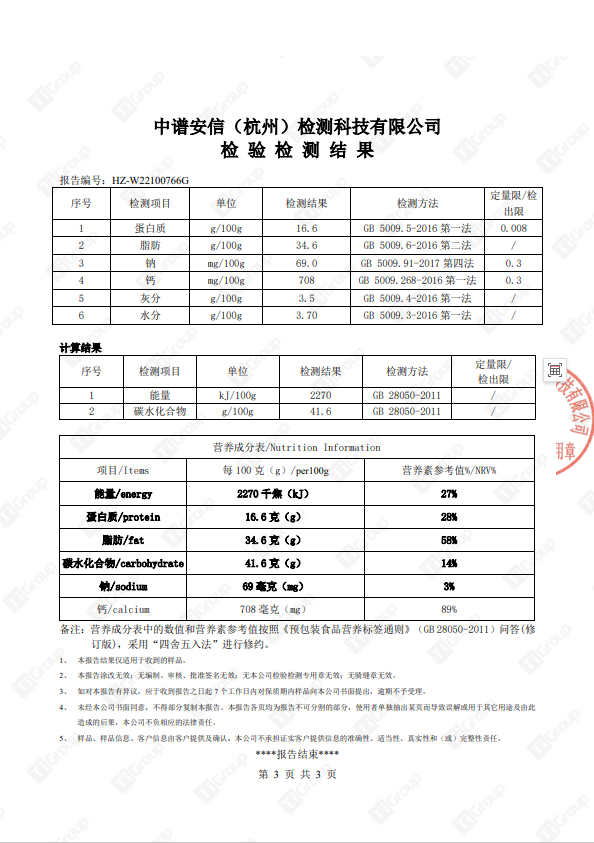 中谱安信（杭州）检测科技有限公司
检 验 检 测 结 果
报告编号：HZ-W22100766G
序号 检测项目 单位 检测结果 检测方法 定量限/检出限
1 蛋白质 g/100g 16.6 GB 5009.5-2016 第一法 0.008
2 脂肪 g/100g 34.6 GB 5009.6-2016 第二法 /
3 钠 mg/100g 69.0 GB 5009.91-2017 第四法 0.3
4 钙 mg/100g 708 GB 5009.268-2016 第一法 0.3
5 灰分 g/100g 3.5 GB 5009.4-2016 第一法 /
6 水分 g/100g 3.70 GB 5009.3-2016 第一法 /
计算结果
序号 检测项目 单位 检测结果 检测方法 定量限/检出限
1 能量 kJ/100g 2270 GB 28050-2011 /
2 碳水化合物 g/100g 41.6 GB 28050-2011 /
营养成分表/Nutrition Information
项目/Items 每 100 克（g）/per100g 营养素参考值%/NRV%
能量/energy 2270 千焦（kJ） 27%
蛋白质/protein 16.6 克（g） 28%
脂肪/fat 34.6 克（g） 58%
碳水化合物/carbohydrate 41.6 克（g） 14%
钠/sodium 69 毫克（mg） 3%
钙/calcium 708 毫克（mg） 89%
备注：营养成分表中的数值和营养素参考值按照《预包装食品营养标签通则》（GB 28050-2011）问答(修
订版)，采用“四舍五入法”进行修约。
1、 本报告结果仅适用于收到的样品。
2、 本报告涂改无效；无编制、审核、批准签名无效；无本公司检验检测专用章无效；无骑缝章无效。
3、 如对本报告有异议，应于收到报告之日起 7 个工作日内对保质期内样品向本公司书面提出，逾期不予受理。
4、 未经本公司书面同意，不得部分复制本报告。本报告各页均为报告不可分割的部分，使用者单独抽出某页而导致误解或用于其它用途及由此
造成的后果，本公司不负相应的法律责任。
5、 样品、样品信息、客户信息由客户提供及确认，本公司不承担证实客户提供信息的准确性、适当性、真实性和（或）完整性责任。
****报告结束****
第 3 页 共 3 页
技有限公司
用章
TTGroup